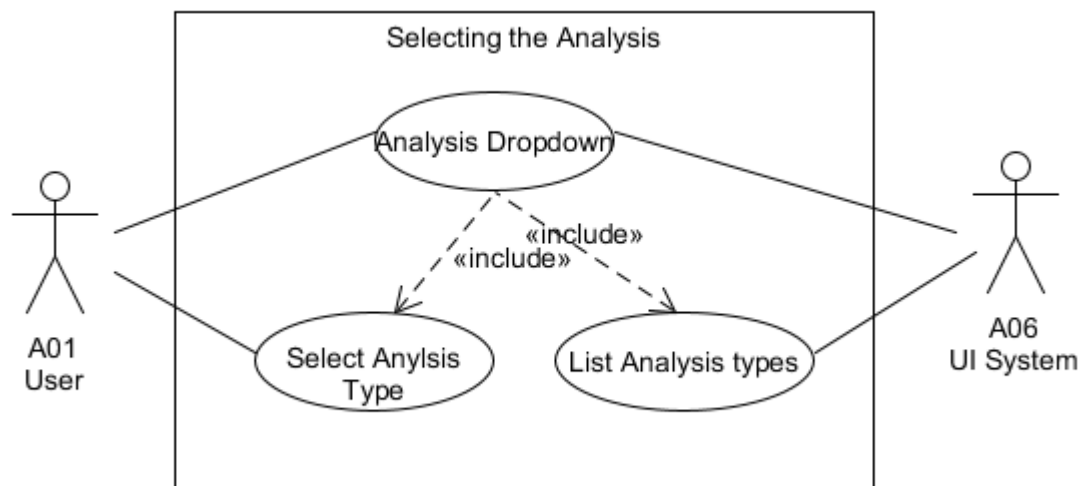 Selecting the Analysis
Analysis Dropdown
«include»
«include»
Select Anylsis
Type
List Analysis types
A01
User
A06
UI System